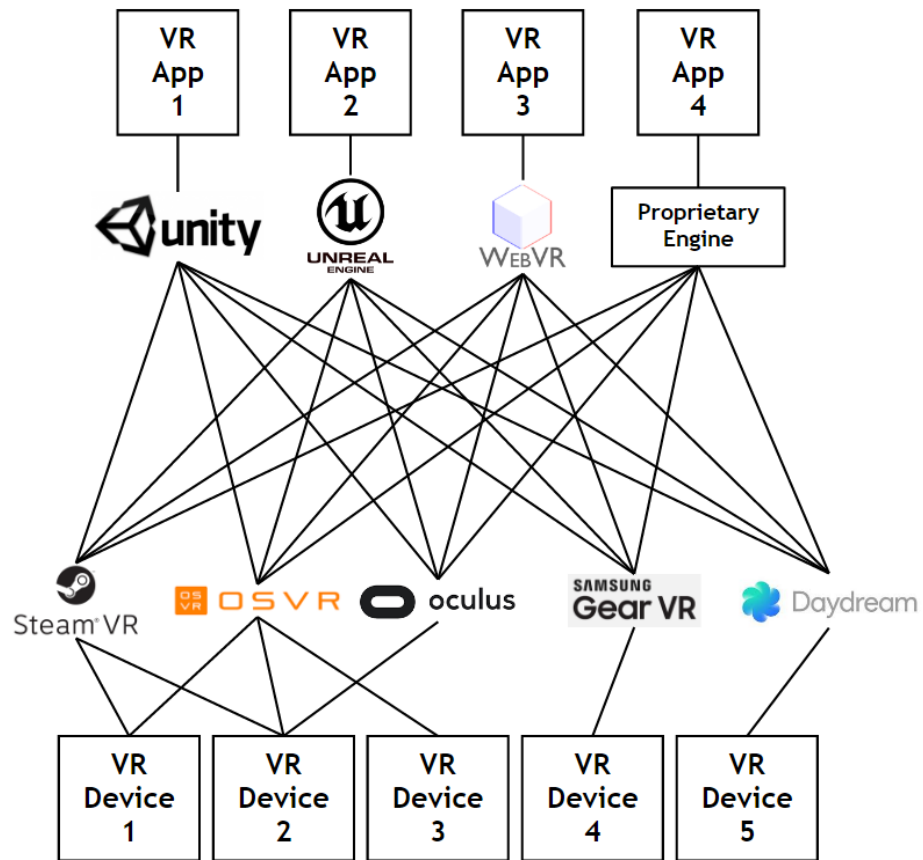 VR
App
1
VR
App
2
VR
App
3
VR
App
4
unity
UNREAL
ENGINE
WEBVR
Proprietary
Engine
Steam VR
OS
VR
OSVR
oculus
SAMSUNG
Gear VR
Daydream
VR
Device
1
VR
Device
2
VR
Device
3
VR
Device
4
VR
Device
5